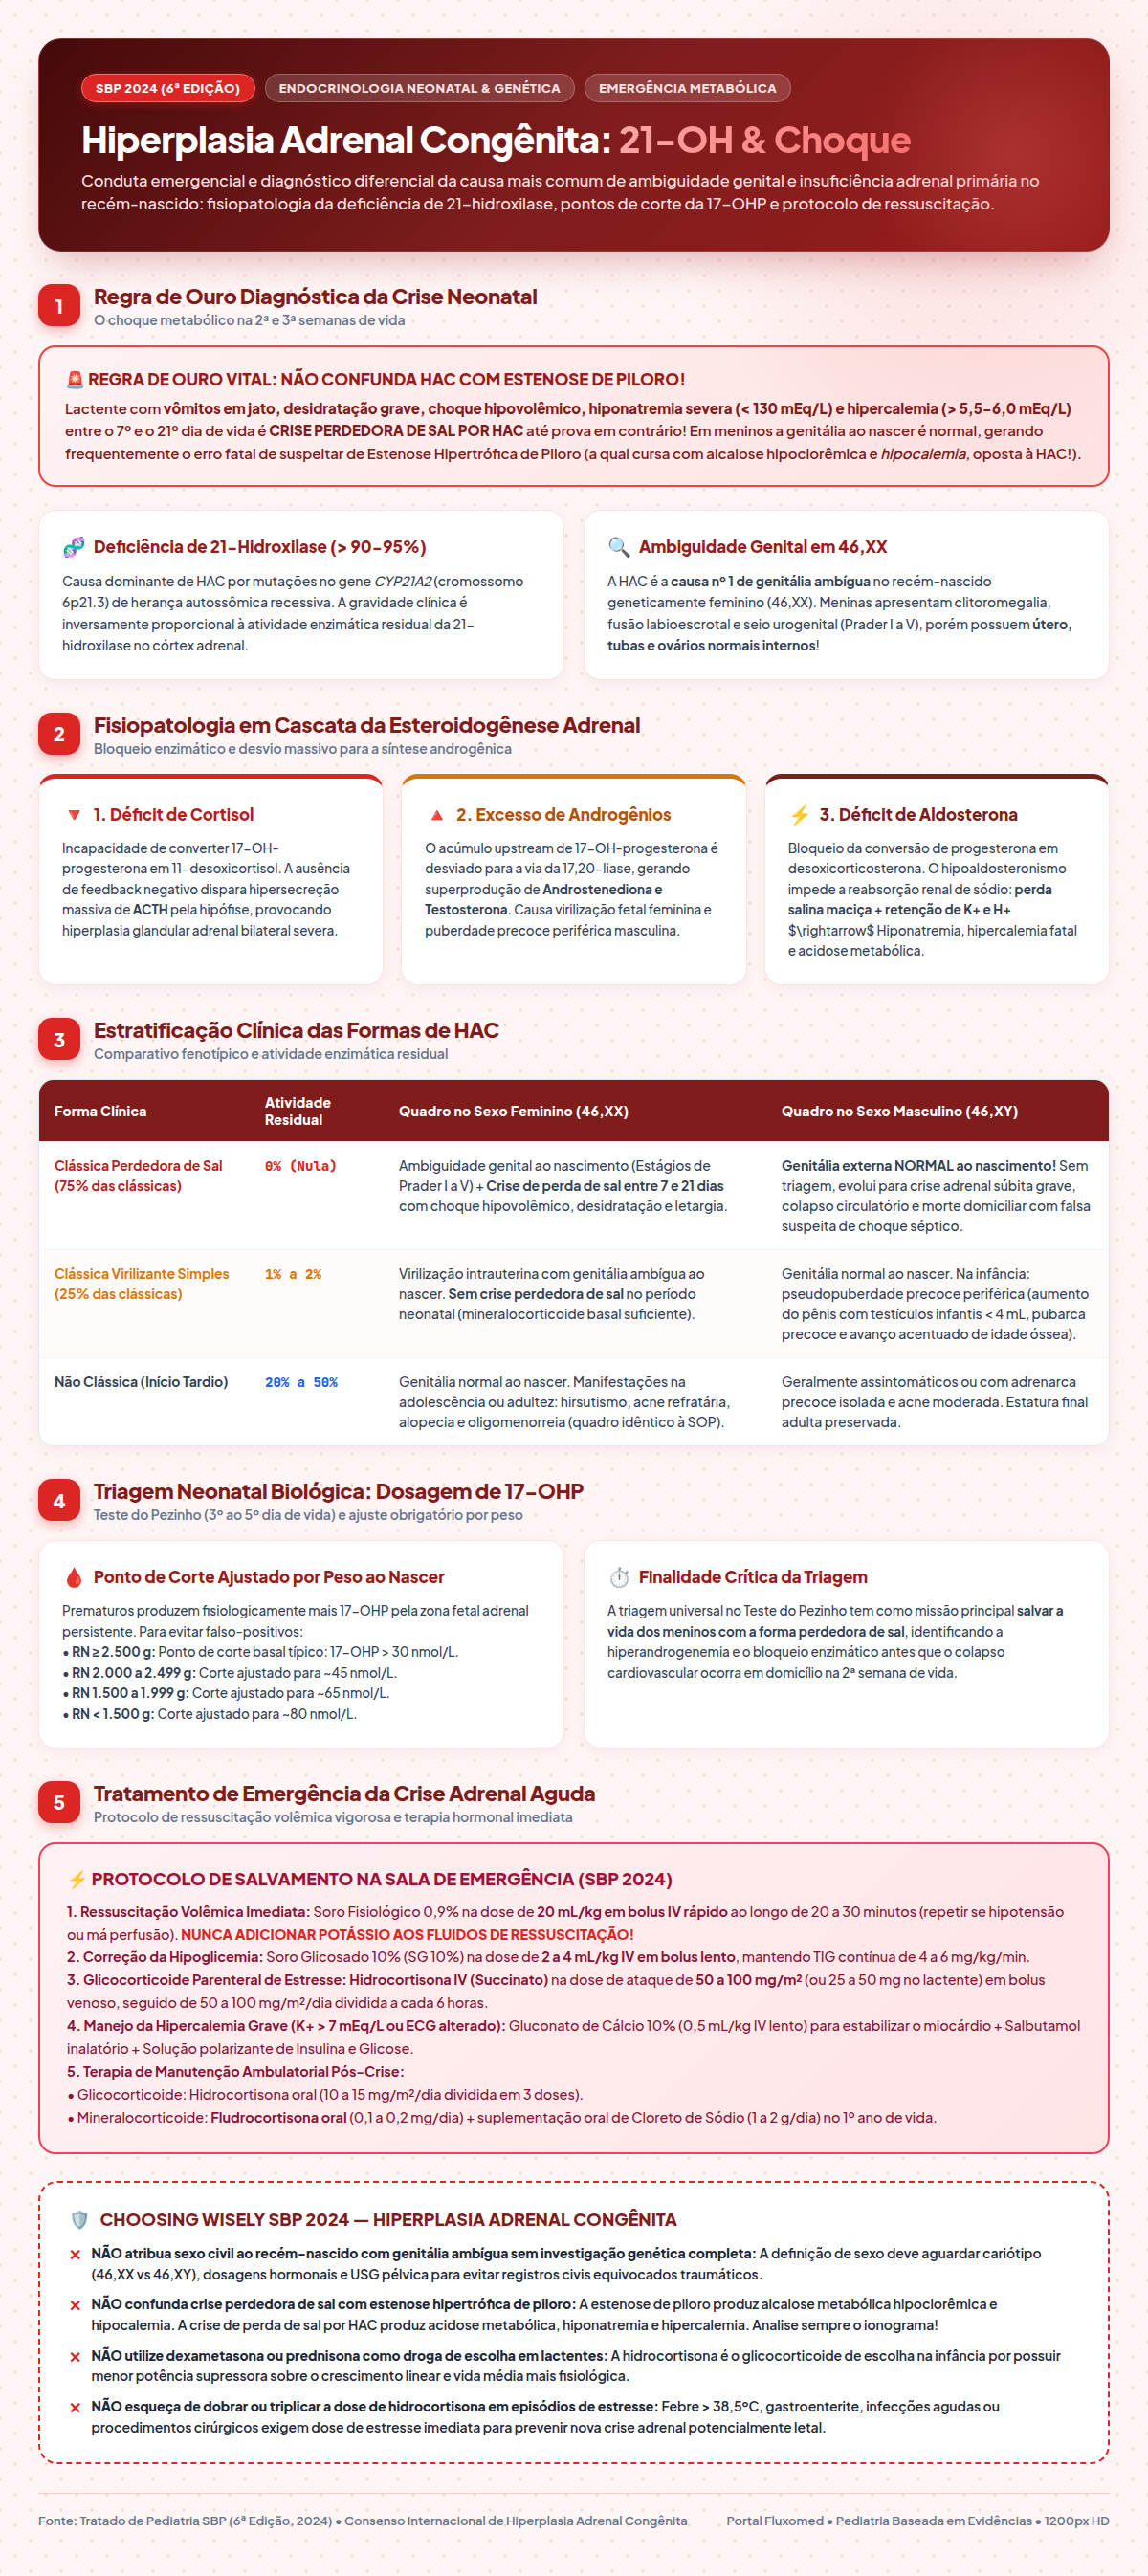 SBP 2024 (6ª EDIÇÃO)
ENDOCRINOLOGIA NEONATAL & GENÉTICA
EMERGÊNCIA METABÓLICA
Hiperplasia Adrenal Congênita: 21-OH & Choque
Conduta emergencial e diagnóstico diferencial da causa mais comum de ambiguidade genital e insuficiência adrenal primária no
recém-nascido: fisiopatologia da deficiência de 21-hidroxilase, pontos de corte da 17-OHP e protocolo de ressuscitação.
1
Regra de Ouro Diagnóstica da Crise Neonatal
O choque metabólico na 2ª e 3ª semanas de vida
🚨 REGRA DE OURO VITAL: NÃO CONFUNDA HAC COM ESTENOSE DE PILORO!
Lactente com vômitos em jato, desidratação grave, choque hipovolêmico, hiponatremia severa (< 130 mEq/L) e hipercalemia (> 5,5-6,0 mEq/L)
entre o 7º e o 21º dia de vida é CRISE PERDEDORA DE SAL POR HAC até prova em contrário! Em meninos a genitália ao nascer é normal, gerando
frequentemente o erro fatal de suspeitar de Estenose Hipertrófica de Piloro (a qual cursa com alcalose hipoclorêmica e hipocalemia, oposta à HAC!).
🧬 Deficiência de 21-Hidroxilase (> 90-95%)
Causa dominante de HAC por mutações no gene CYP21A2 (cromossomo
6p21.3) de herança autossômica recessiva. A gravidade clínica é
inversamente proporcional à atividade enzimática residual da 21-
hidroxilase no córtex adrenal.
🔍 Ambiguidade Genital em 46,XX
A HAC é a causa nº 1 de genitália ambígua no recém-nascido
geneticamente feminino (46,XX). Meninas apresentam clitoromegalia,
fusão labioescrotal e seio urogenital (Prader I a V), porém possuem útero,
tubas e ovários normais internos!
2
Fisiopatologia em Cascata da Esteroidogênese Adrenal
Bloqueio enzimático e desvio massivo para a síntese androgênica
🔻 1. Déficit de Cortisol
Incapacidade de converter 17-OH-
progesterona em 11-desoxicortisol. A ausência
de feedback negativo dispara hipersecreção
massiva de ACTH pela hipófise, provocando
hiperplasia glandular adrenal bilateral severa.
🔺 2. Excesso de Androgênios
O acúmulo upstream de 17-OH-progesterona é
desviado para a via da 17,20-liase, gerando
superprodução de Androstenediona e
Testosterona. Causa virilização fetal feminina e
puberdade precoce periférica masculina.
⚡ 3. Déficit de Aldosterona
Bloqueio da conversão de progesterona em
desoxicorticosterona. O hipoaldosteronismo
impede a reabsorção renal de sódio: perda
salina maciça + retenção de K+ e H+
$\rightarrow$ Hiponatremia, hipercalemia fatal
e acidose metabólica.
3
Estratificação Clínica das Formas de HAC
Comparativo fenotípico e atividade enzimática residual
Forma Clínica
Atividade
Residual
Quadro no Sexo Feminino (46,XX)
Quadro no Sexo Masculino (46,XY)
Clássica Perdedora de Sal
(75% das clássicas)
0% (Nula)
Ambiguidade genital ao nascimento (Estágios de
Prader I a V) + Crise de perda de sal entre 7 e 21 dias
com choque hipovolêmico, desidratação e letargia.
Genitália externa NORMAL ao nascimento! Sem
triagem, evolui para crise adrenal súbita grave,
colapso circulatório e morte domiciliar com falsa
suspeita de choque séptico.
Clássica Virilizante Simples
(25% das clássicas)
1% a 2%
Virilização intrauterina com genitália ambígua ao
nascer. Sem crise perdedora de sal no período
neonatal (mineralocorticoide basal suficiente).
Genitália normal ao nascer. Na infância:
pseudopuberdade precoce periférica (aumento
do pênis com testículos infantis < 4 mL, pubarca
precoce e avanço acentuado de idade óssea).
Não Clássica (Início Tardio)
20% a 50%
Genitália normal ao nascer. Manifestações na
adolescência ou adultez: hirsutismo, acne refratária,
alopecia e oligomenorreia (quadro idêntico à SOP).
Geralmente assintomáticos ou com adrenarca
precoce isolada e acne moderada. Estatura final
adulta preservada.
4
Triagem Neonatal Biológica: Dosagem de 17-OHP
Teste do Pezinho (3º ao 5º dia de vida) e ajuste obrigatório por peso
🩸 Ponto de Corte Ajustado por Peso ao Nascer
Prematuros produzem fisiologicamente mais 17-OHP pela zona fetal adrenal
persistente. Para evitar falso-positivos:
• RN ≥ 2.500 g: Ponto de corte basal típico: 17-OHP > 30 nmol/L.
• RN 2.000 a 2.499 g: Corte ajustado para ~45 nmol/L.
• RN 1.500 a 1.999 g: Corte ajustado para ~65 nmol/L.
• RN < 1.500 g: Corte ajustado para ~80 nmol/L.
⏱️ Finalidade Crítica da Triagem
A triagem universal no Teste do Pezinho tem como missão principal salvar a
vida dos meninos com a forma perdedora de sal, identificando a
hiperandrogenemia e o bloqueio enzimático antes que o colapso
cardiovascular ocorra em domicílio na 2ª semana de vida.
5
Tratamento de Emergência da Crise Adrenal Aguda
Protocolo de ressuscitação volêmica vigorosa e terapia hormonal imediata
⚡ PROTOCOLO DE SALVAMENTO NA SALA DE EMERGÊNCIA (SBP 2024)
1. Ressuscitação Volêmica Imediata: Soro Fisiológico 0,9% na dose de 20 mL/kg em bolus IV rápido ao longo de 20 a 30 minutos (repetir se hipotensão
ou má perfusão). NUNCA ADICIONAR POTÁSSIO AOS FLUIDOS DE RESSUSCITAÇÃO!
2. Correção da Hipoglicemia: Soro Glicosado 10% (SG 10%) na dose de 2 a 4 mL/kg IV em bolus lento, mantendo TIG contínua de 4 a 6 mg/kg/min.
3. Glicocorticoide Parenteral de Estresse: Hidrocortisona IV (Succinato) na dose de ataque de 50 a 100 mg/m² (ou 25 a 50 mg no lactente) em bolus
venoso, seguido de 50 a 100 mg/m²/dia dividida a cada 6 horas.
4. Manejo da Hipercalemia Grave (K+ > 7 mEq/L ou ECG alterado): Gluconato de Cálcio 10% (0,5 mL/kg IV lento) para estabilizar o miocárdio + Salbutamol
inalatório + Solução polarizante de Insulina e Glicose.
5. Terapia de Manutenção Ambulatorial Pós-Crise:
• Glicocorticoide: Hidrocortisona oral (10 a 15 mg/m²/dia dividida em 3 doses).
• Mineralocorticoide: Fludrocortisona oral (0,1 a 0,2 mg/dia) + suplementação oral de Cloreto de Sódio (1 a 2 g/dia) no 1º ano de vida.
🛡️ CHOOSING WISELY SBP 2024 — HIPERPLASIA ADRENAL CONGÊNITA
✕ NÃO atribua sexo civil ao recém-nascido com genitália ambígua sem investigação genética completa: A definição de sexo deve aguardar cariótipo
(46,XX vs 46,XY), dosagens hormonais e USG pélvica para evitar registros civis equivocados traumáticos.
✕ NÃO confunda crise perdedora de sal com estenose hipertrófica de piloro: A estenose de piloro produz alcalose metabólica hipoclorêmica e
hipocalemia. A crise de perda de sal por HAC produz acidose metabólica, hiponatremia e hipercalemia. Analise sempre o ionograma!
✕ NÃO utilize dexametasona ou prednisona como droga de escolha em lactentes: A hidrocortisona é o glicocorticoide de escolha na infância por possuir
menor potência supressora sobre o crescimento linear e vida média mais fisiológica.
✕ NÃO esqueça de dobrar ou triplicar a dose de hidrocortisona em episódios de estresse: Febre > 38,5ºC, gastroenterite, infecções agudas ou
procedimentos cirúrgicos exigem dose de estresse imediata para prevenir nova crise adrenal potencialmente letal.
Fonte: Tratado de Pediatria SBP (6ª Edição, 2024) • Consenso Internacional de Hiperplasia Adrenal Congênita
Portal Fluxomed • Pediatria Baseada em Evidências • 1200px HD